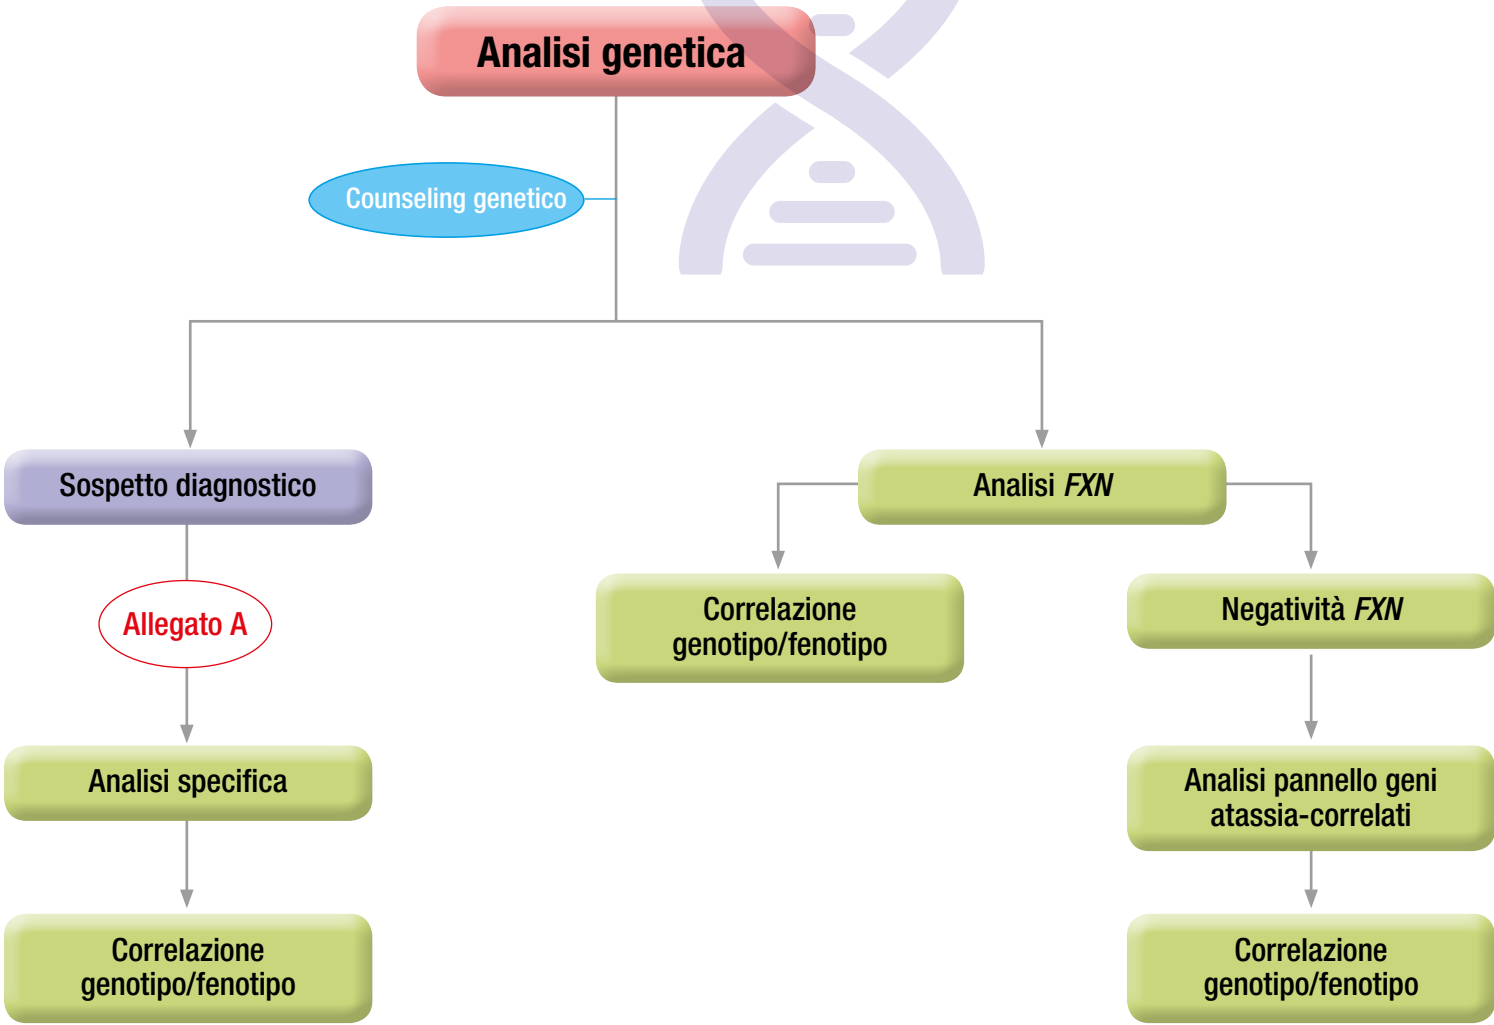 Analisi genetica
Counseling genetico
Sospetto diagnostico
Analisi FXN
Allegato A
Correlazione
genotipo/fenotipo
Negatività FXN
Analisi specifica
Analisi pannello geni
atassia-correlati
Correlazione
genotipo/fenotipo
Correlazione
genotipo/fenotipo